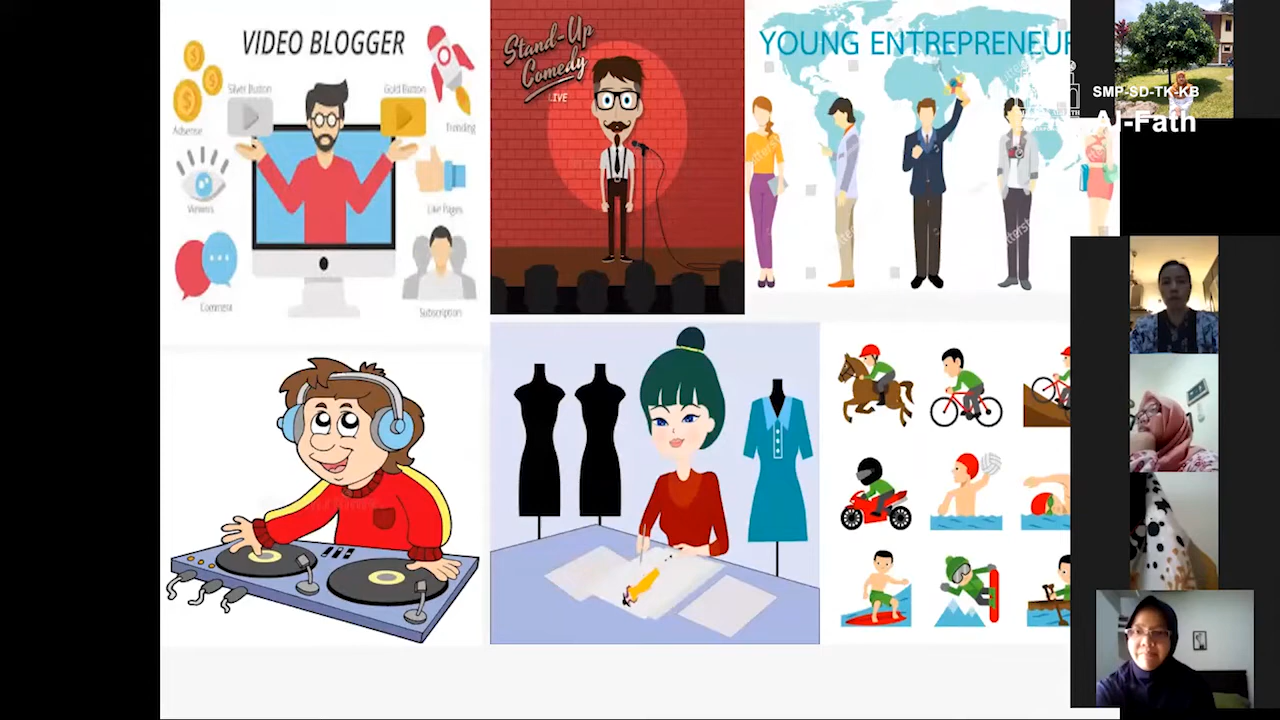 VIDEO BLOGGER
Silver Button
Gold Button
Adsense
Trending
Viewers
Like Pages
Comment
Subscription
Stand-Up
Comedy
LIVE
YOUNG ENTREPRENEUR
SMP-SD-TK-KB
Al-Fath